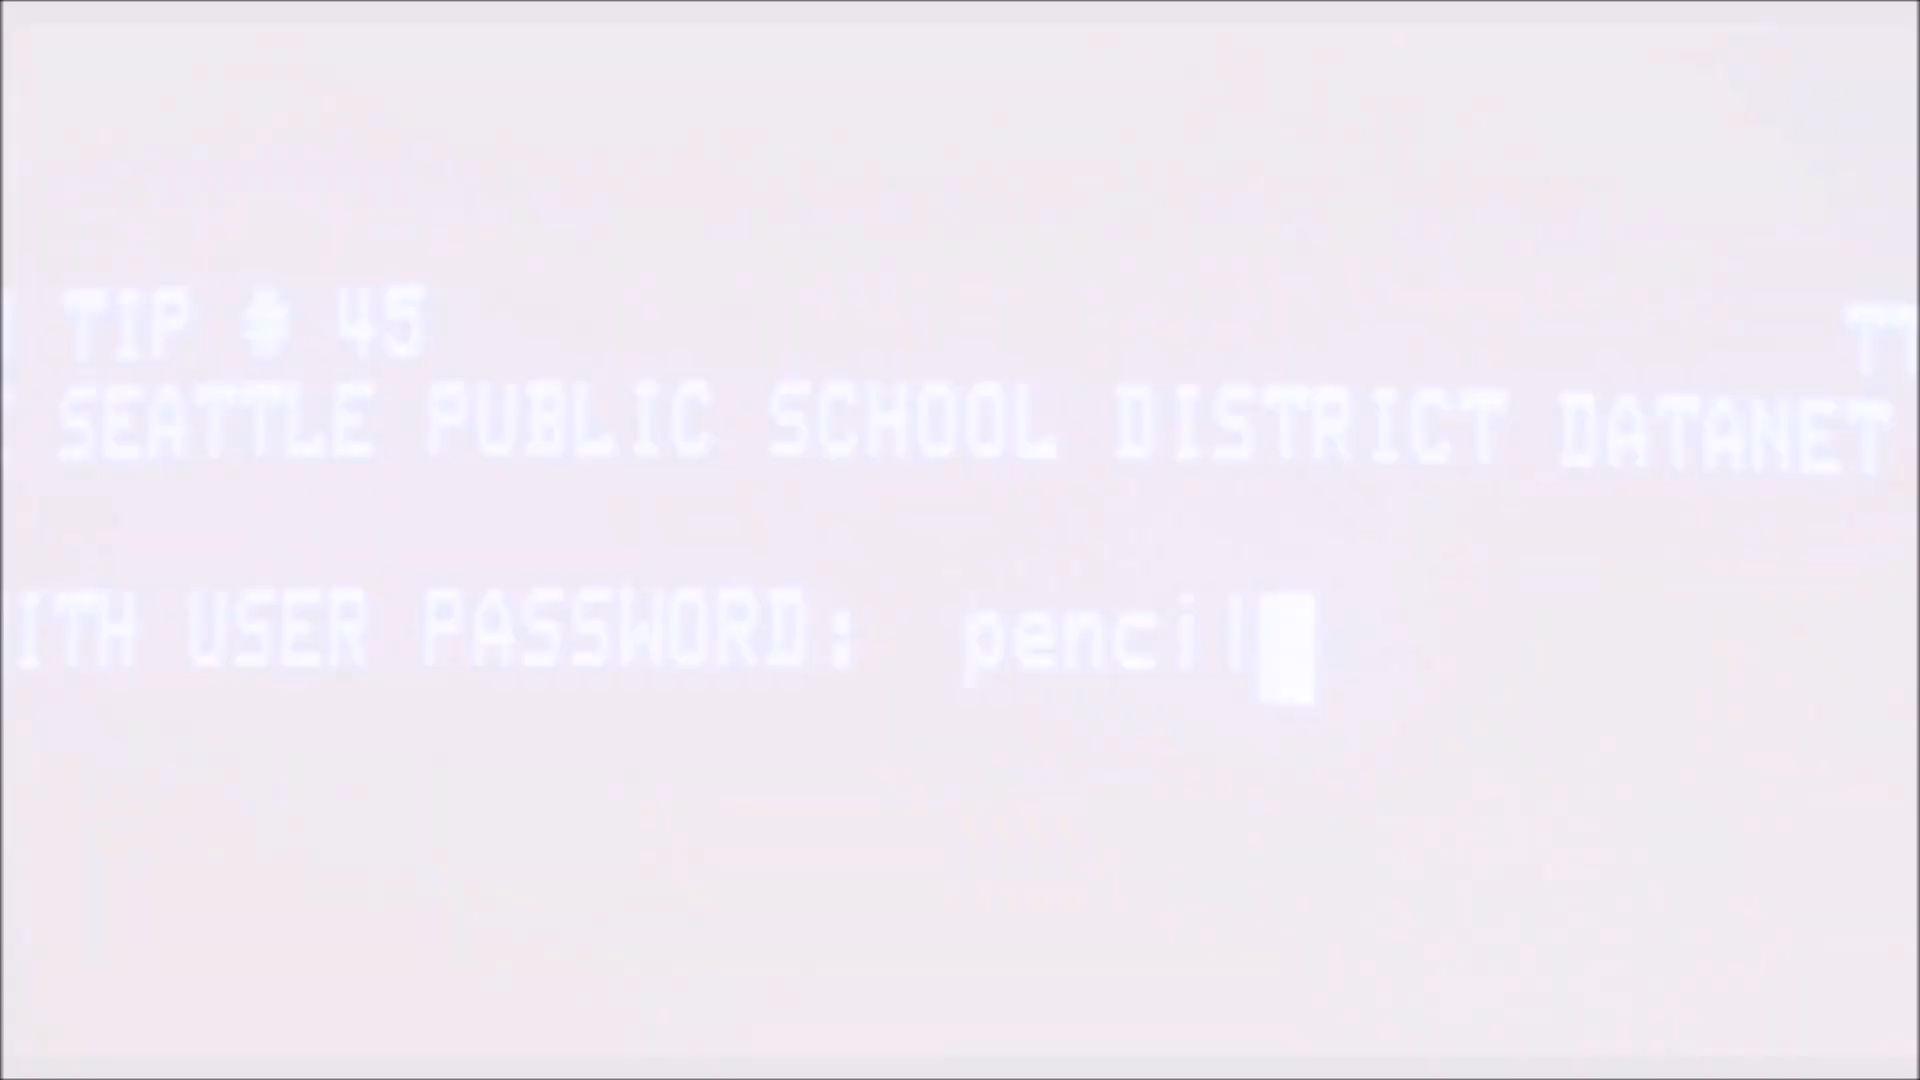 TIP # 45
SEATTLE PUBLIC SCHOOL DISTRICT DATANET
ITH USER PASSWORD: pencil